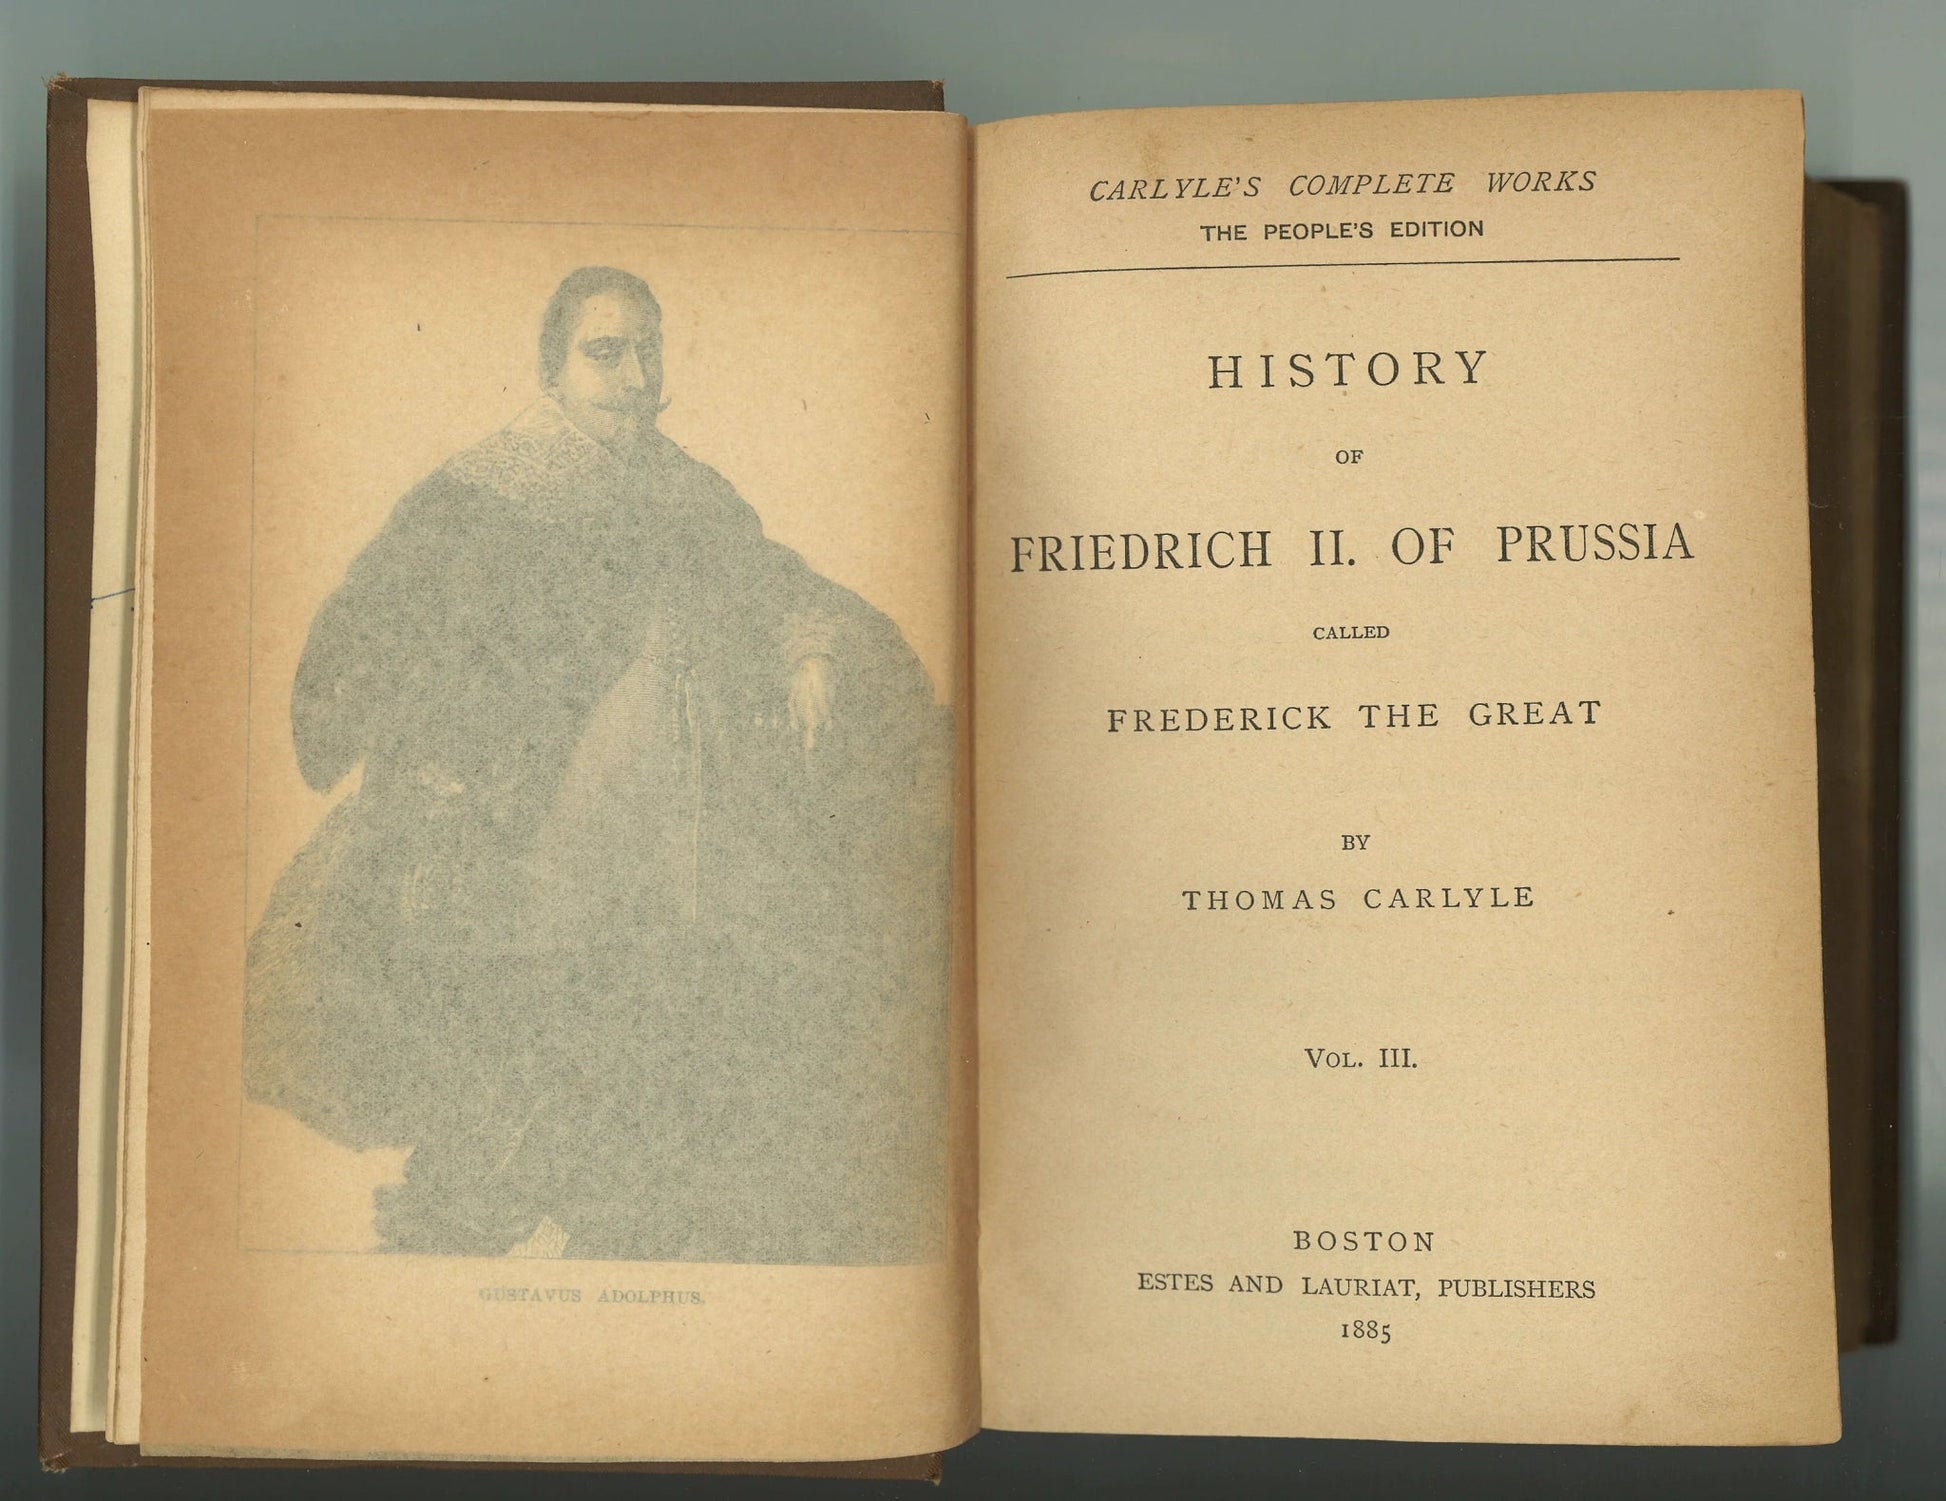 GUSTAVUS ADOLPHUS.
CARLYLE'S COMPLETE WORKS
THE PEOPLE'S EDITION
HISTORY
OF
FRIEDRICH II. OF PRUSSIA
CALLED
FREDERICK THE GREAT
BY
THOMAS CARLYLE
VOL. III.
BOSTON
ESTES AND LAURIAT, PUBLISHERS
1885